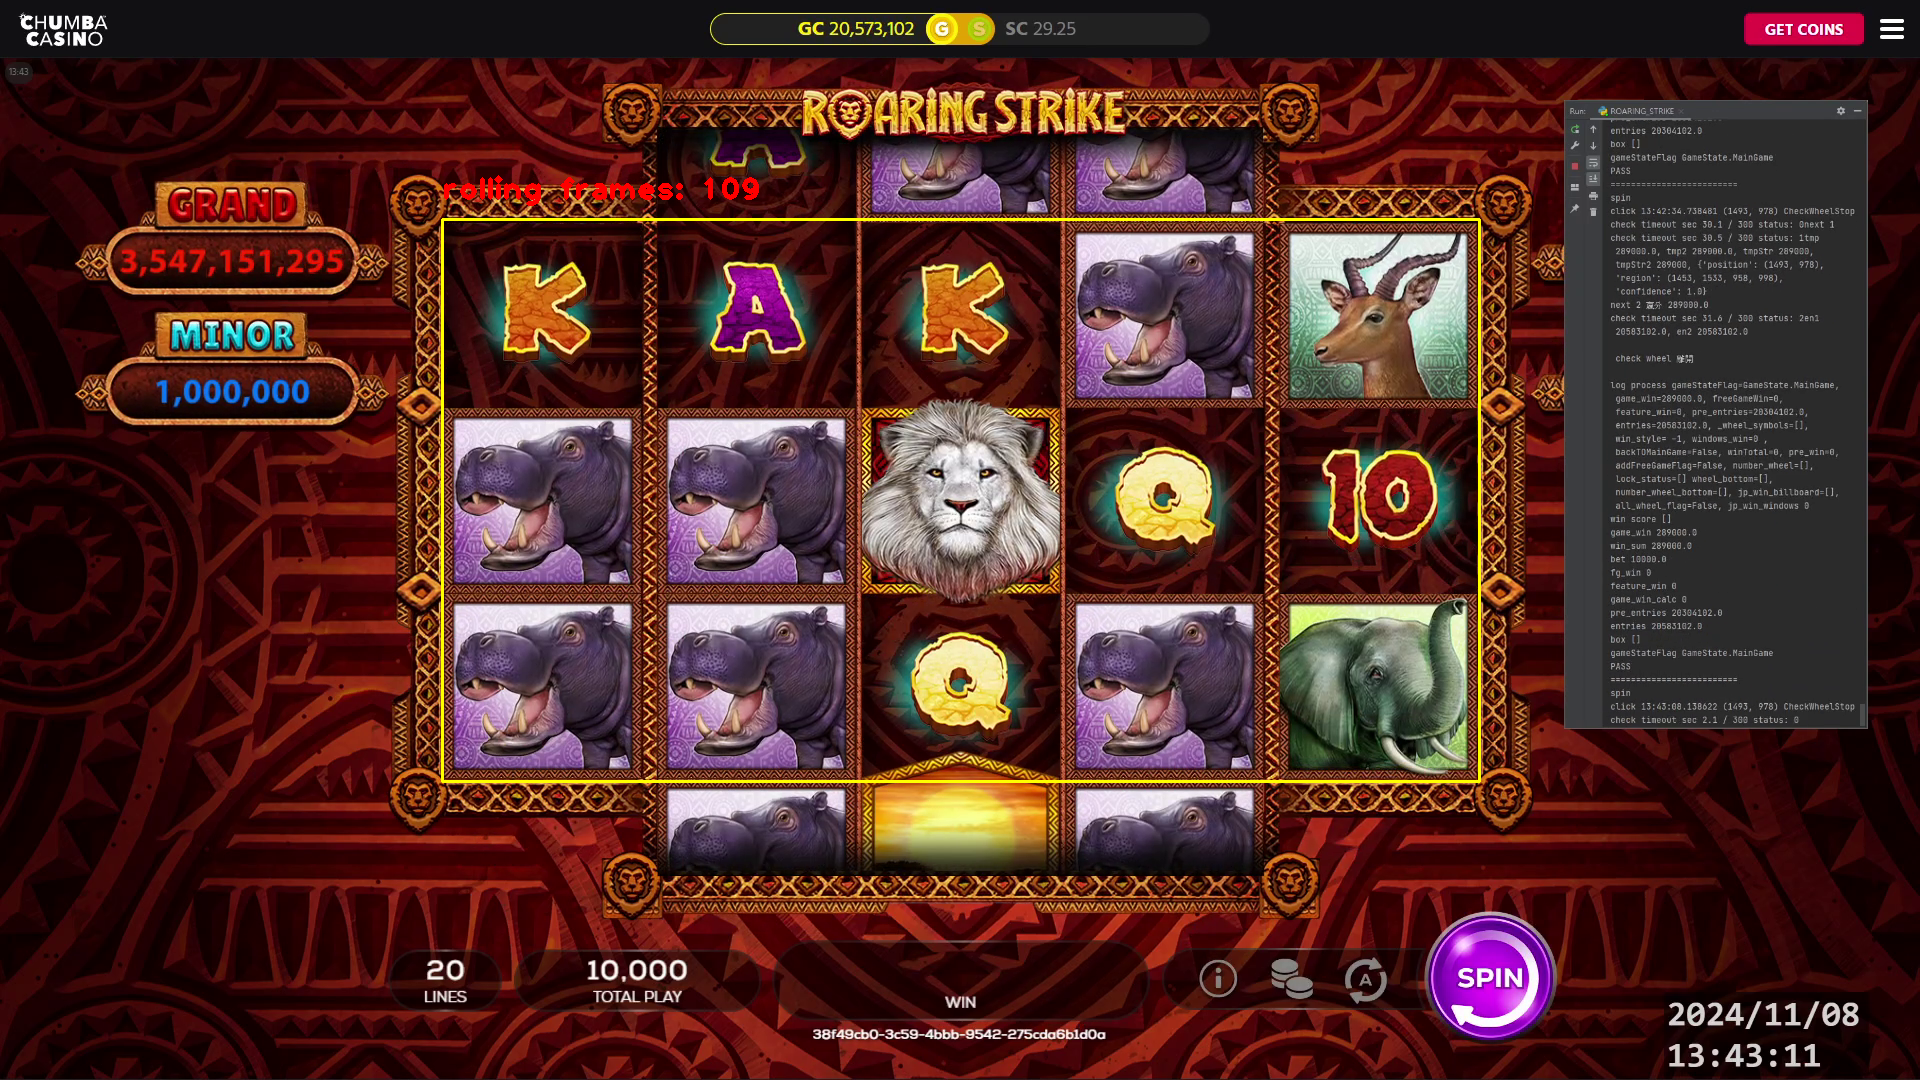 CHUMBA
CASINO
GC 20,573,102 G S SC 29.25
GET COINS
13:43
ROARING STRIKE
rolling frames: 109
GRAND
3,547,151,295
MINOR
1,000,000
A
K A K
Q 10
Q
Run: ROARING_STRIKE
entries 20304102.0
box []
gameStateFlag GameState.MainGame
PASS
=========================
spin
click 13:42:34.738481 (1493, 978) CheckWheelStop
check timeout sec 30.1 / 300 status: 0next 1
check timeout sec 30.5 / 300 status: 1tmp
289000.0, tmp2 289000.0, tmpStr 289000,
tmpStr2 289000, {'position': (1493, 978),
'region': (1453, 1533, 958, 998),
'confidence': 1.0}
next 2 贏分 289000.0
check timeout sec 31.6 / 300 status: 2en1
20583102.0, en2 20583102.0
check wheel
log process gameStateFlag=GameState.MainGame,
game_win=289000.0, freeGameWin=0,
feature_win=0, pre_entries=20304102.0,
entries=20583102.0, _wheel_symbols=[],
win_style= -1, windows_win=0 ,
backTOMainGame=False, winTotal=0, pre_win=0,
addFreeGameFlag=False, number_wheel=[],
lock_status=[] wheel_bottom=[],
number_wheel_bottom=[], jp_win_billboard=[],
all_wheel_flag=False, jp_win_windows 0
win score []
game_win 289000.0
win_sum 289000.0
bet 10000.0
fg_win 0
feature_win 0
game_win_calc 0
pre_entries 20304102.0
entries 20583102.0
box []
gameStateFlag GameState.MainGame
PASS
=========================
spin
click 13:43:08.138622 (1493, 978) CheckWheelStop
check timeout sec 2.1 / 300 status: 0
20
LINES
10,000
TOTAL PLAY
WIN
38f49cb0-3c59-4bbb-9542-275cda6b1d0a
A
SPIN
2024/11/08
13:43:11